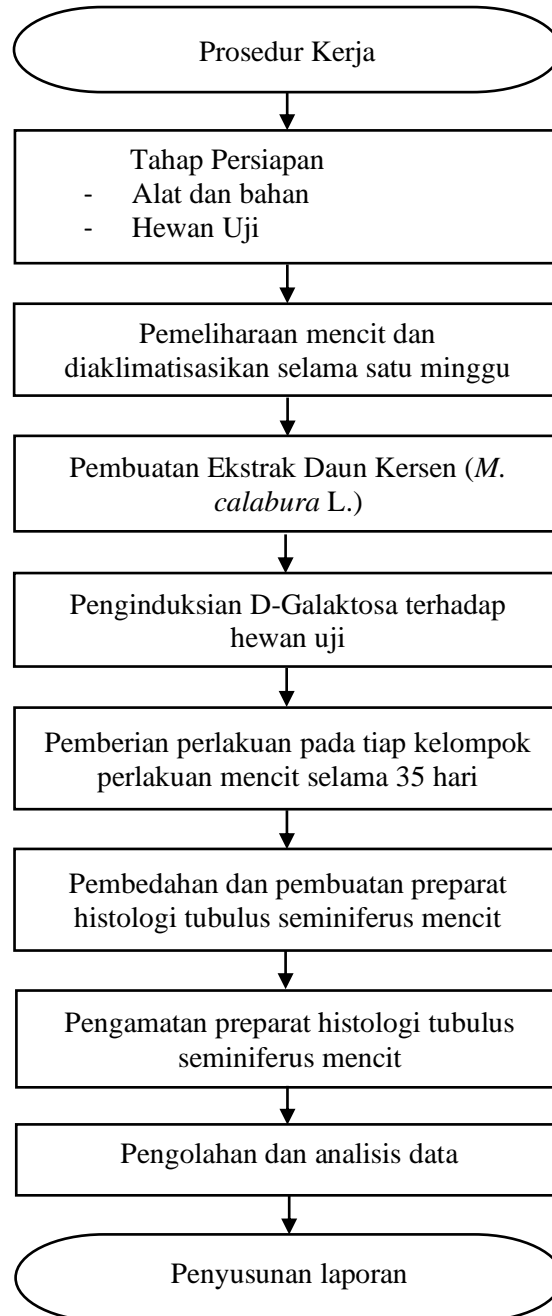 Prosedur Kerja
Tahap Persiapan
- Alat dan bahan
- Hewan Uji
Pemeliharaan mencit dan
diaklimatisasikan selama satu minggu
Pembuatan Ekstrak Daun Kersen (M.
calabura L.)
Penginduksian D-Galaktosa terhadap
hewan uji
Pemberian perlakuan pada tiap kelompok
perlakuan mencit selama 35 hari
Pembedahan dan pembuatan preparat
histologi tubulus seminiferus mencit
Pengamatan preparat histologi tubulus
seminiferus mencit
Pengolahan dan analisis data
Penyusunan laporan